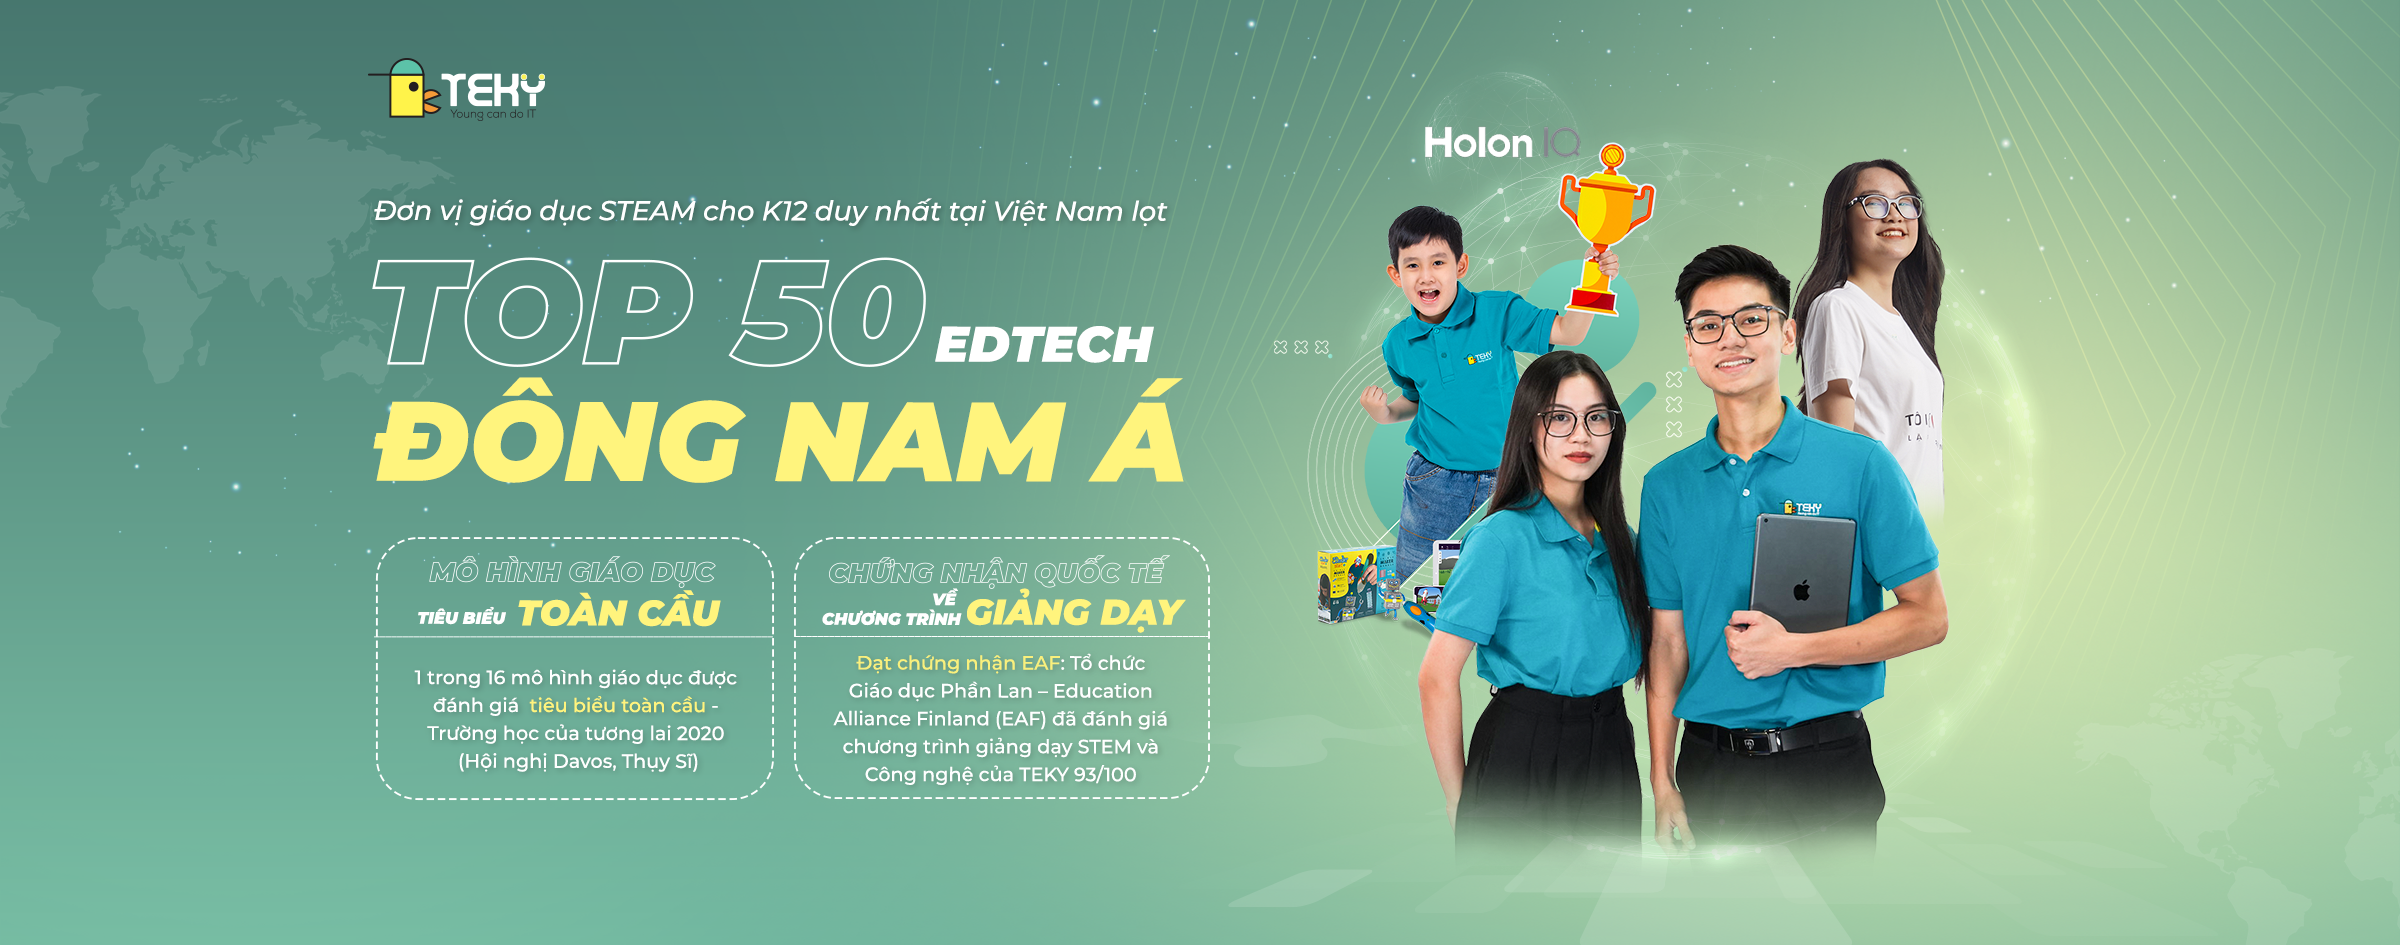 TEKY
Young can do IT
Holon IQ
Đơn vị giáo dục STEAM cho K12 duy nhất tại Việt Nam lọt
TOP 50 EDTECH
ĐÔNG NAM Á
MÔ HÌNH GIÁO DỤC
TIÊU BIỂU TOÀN CẦU
1 trong 16 mô hình giáo dục được
đánh giá tiêu biểu toàn cầu -
Trường học của tương lai 2020
(Hội nghị Davos, Thụy Sĩ)
CHỨNG NHẬN QUỐC TẾ
VỀ
CHƯƠNG TRÌNH GIẢNG DẠY
Đạt chứng nhận EAF: Tổ chức
Giáo dục Phần Lan – Education
Alliance Finland (EAF) đã đánh giá
chương trình giảng dạy STEM và
Công nghệ của TEKY 93/100
TEKY
TEKY
TÔI